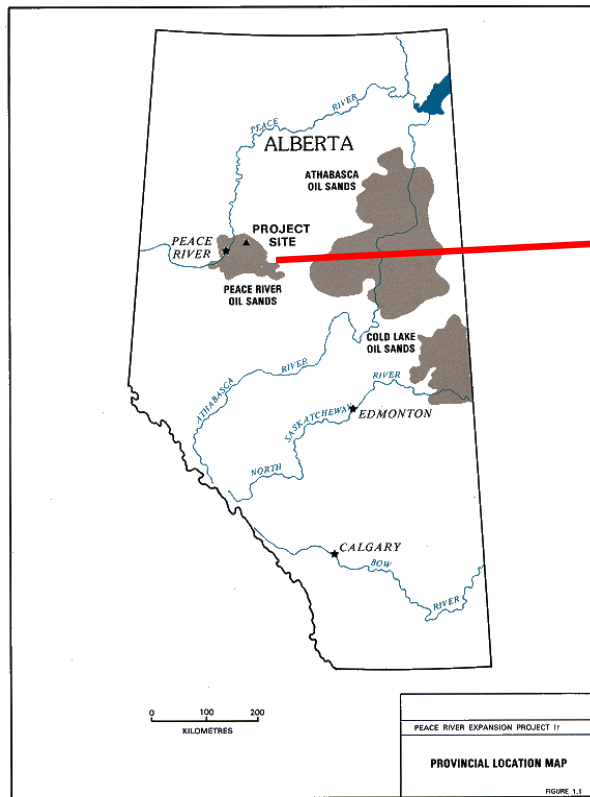 PEACE
RIVER
ALBERTA
ATHABASCA
OIL SANDS
PROJECT
SITE
PEACE
RIVER
PEACE RIVER
OIL SANDS
COLD LAKE
OIL SANDS
RIVER
RIVER
ATHABASCA
SASKATCHEWAN
EDMONTON
NORTH
CALGARY
BOW
RIVER
0 100 200
KILOMETRES
PEACE RIVER EXPANSION PROJECT II
PROVINCIAL LOCATION MAP
FIGURE 1.1